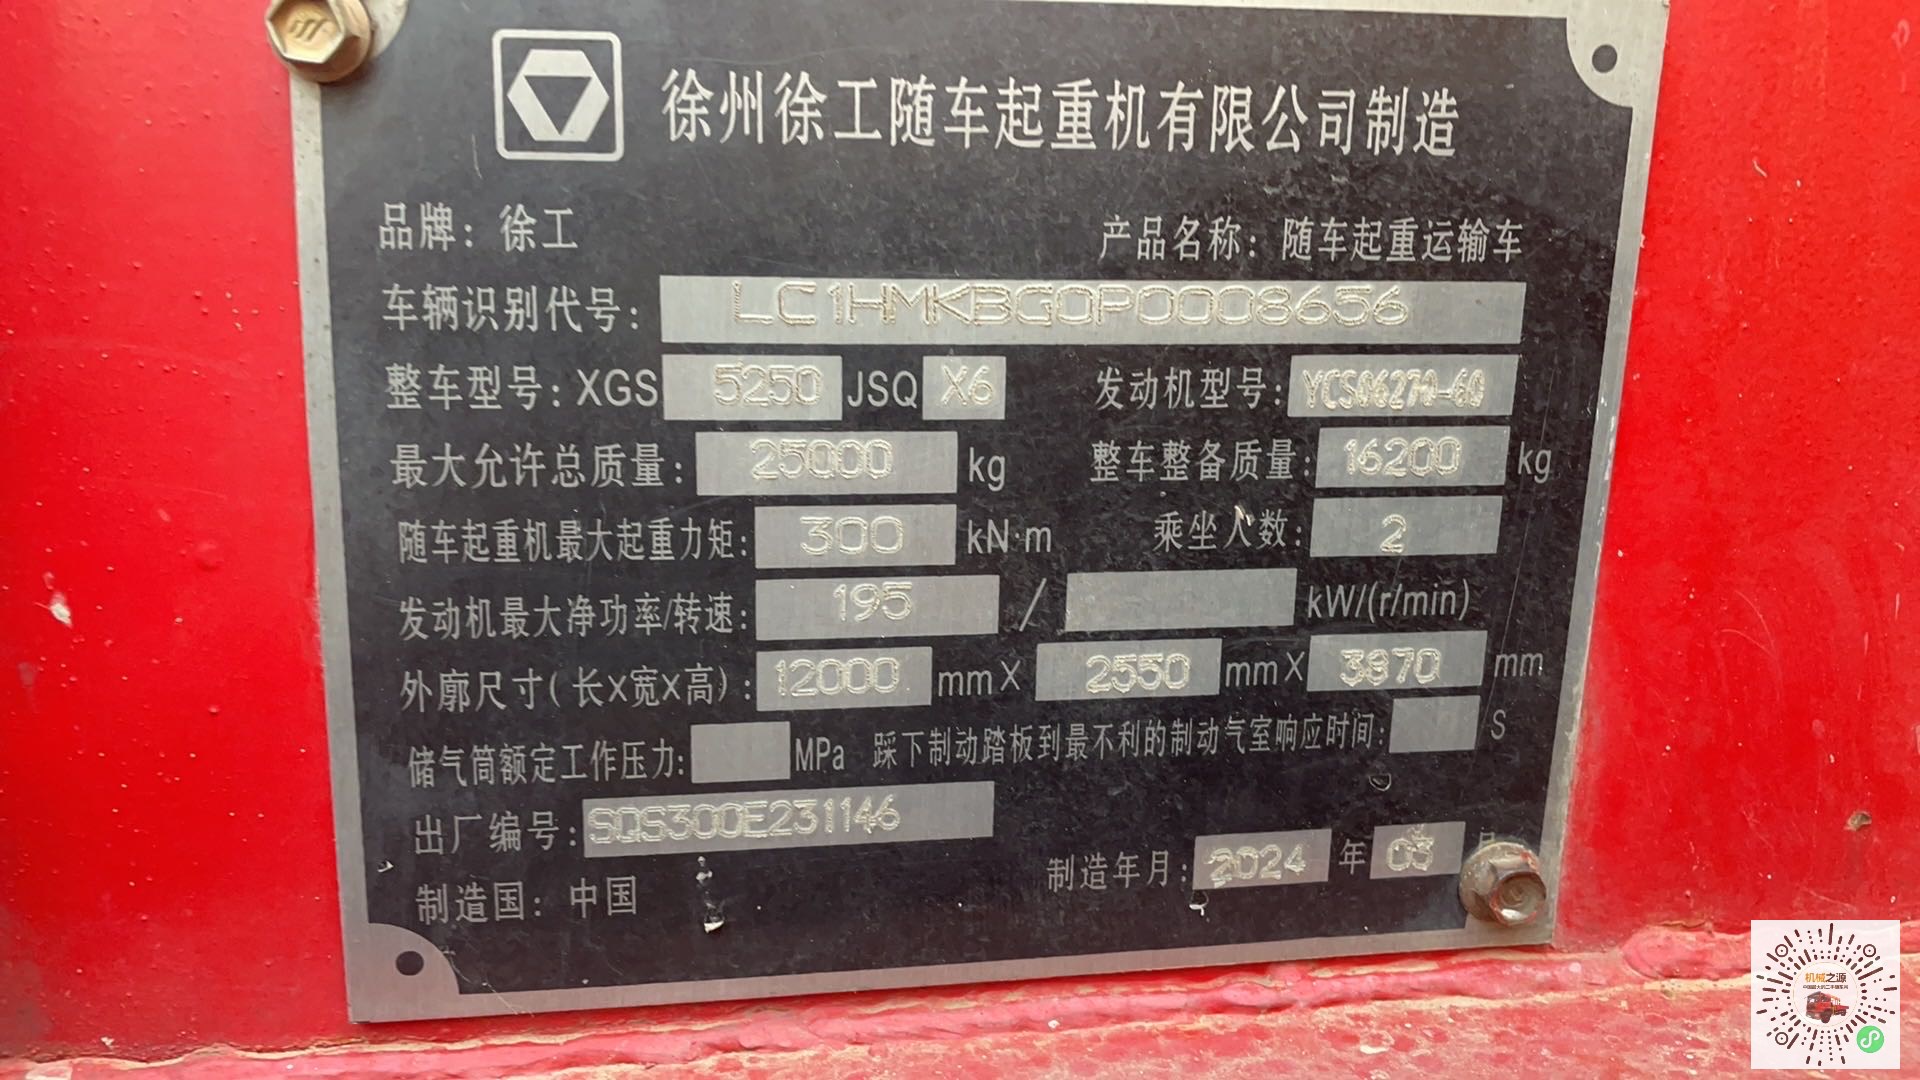 徐州徐工随车起重机有限公司制造
品牌：徐工 产品名称：随车起重运输车
车辆识别代号：LC1HMKBG0P0008656
整车型号：XGS 5250 JSQ X6 发动机型号：YCS06270-60
最大允许总质量：25000 kg 整车整备质量：16200 kg
随车起重机最大起重力矩：300 kN·m 乘坐人数：2
发动机最大净功率/转速：195 / kW/(r/min)
外廓尺寸(长X宽X高)：12000 mmX 2550 mmX 3870 mm
储气筒额定工作压力: MPa 踩下制动踏板到最不利的制动气室响应时间: S
出厂编号：SQS300E231146
制造年月：2024 年 03 月
制造国：中国
机械之源